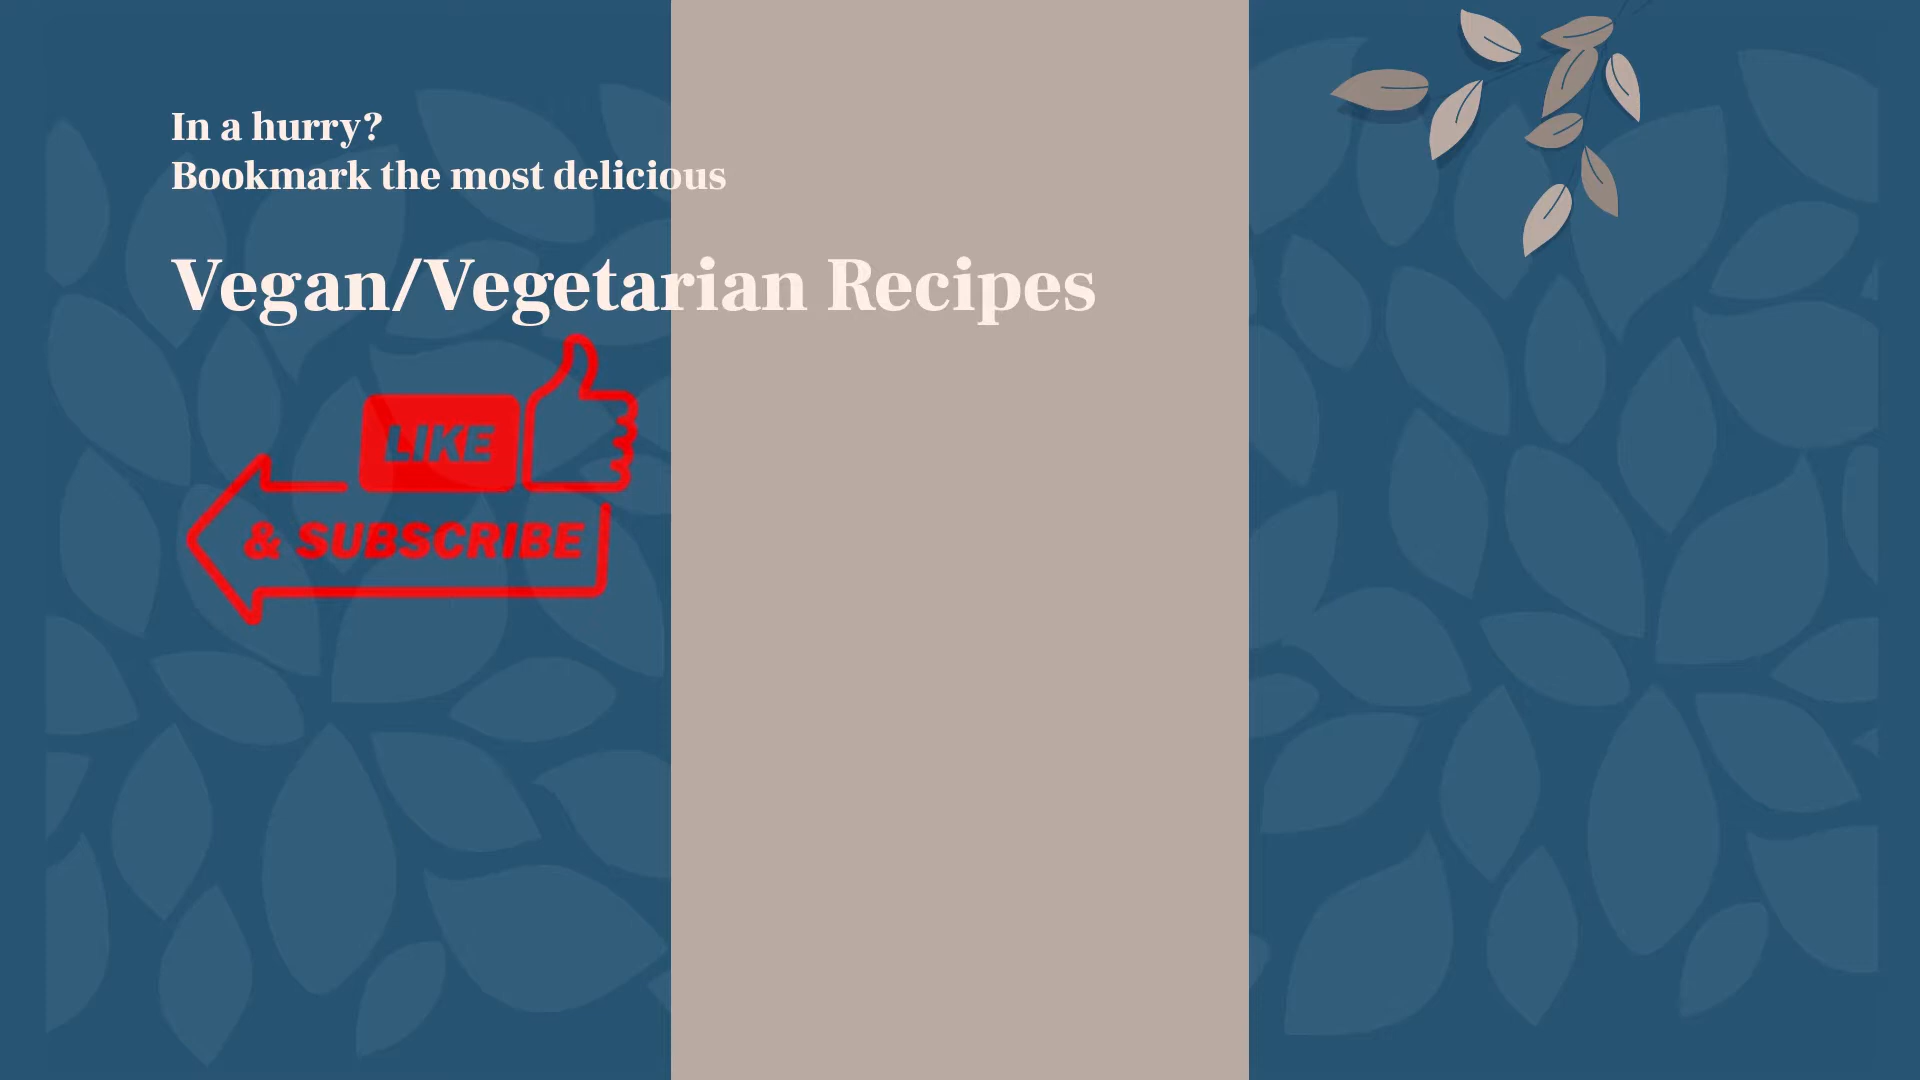 In a hurry?
Bookmark the most delicious
Vegan/Vegetarian Recipes
LIKE
& SUBSCRIBE